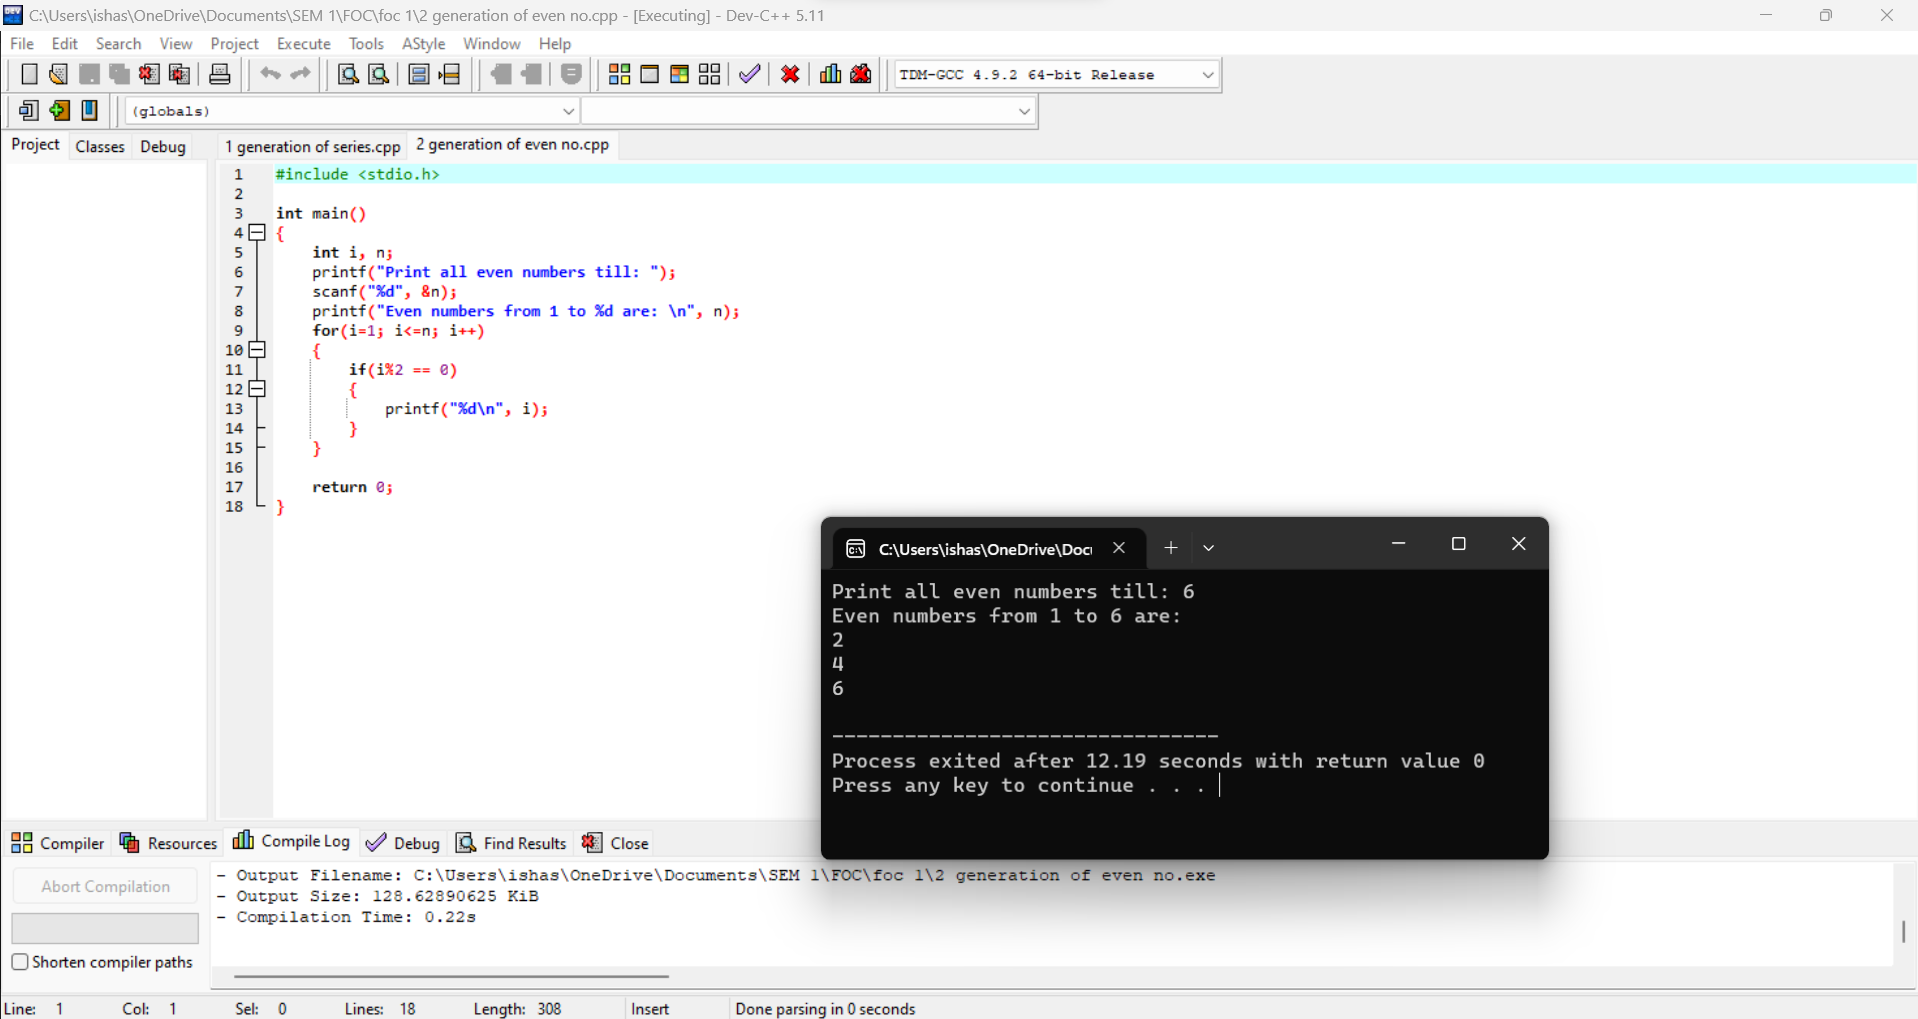 C:\Users\ishas\OneDrive\Documents\SEM 1\FOC\foc 1\2 generation of even no.cpp - [Executing] - Dev-C++ 5.11
File Edit Search View Project Execute Tools AStyle Window Help
TDM-GCC 4.9.2 64-bit Release
(globals)
Project Classes Debug 1 generation of series.cpp 2 generation of even no.cpp
1 #include <stdio.h>
2
3 int main()
4 {
5 int i, n;
6 printf("Print all even numbers till: ");
7 scanf("%d", &n);
8 printf("Even numbers from 1 to %d are: \n", n);
9 for(i=1; i<=n; i++)
10 {
11 if(i%2 == 0)
12 {
13 printf("%d\n", i);
14 }
15 }
16
17 return 0;
18 }
C:\Users\ishas\OneDrive\Doc
Print all even numbers till: 6
Even numbers from 1 to 6 are:
2
4
6
--------------------------------
Process exited after 12.19 seconds with return value 0
Press any key to continue . . .
Compiler Resources Compile Log Debug Find Results Close
Abort Compilation
Shorten compiler paths
- Output Filename: C:\Users\ishas\OneDrive\Documents\SEM 1\FOC\foc 1\2 generation of even no.exe
- Output Size: 128.62890625 KiB
- Compilation Time: 0.22s
Line: 1 Col: 1 Sel: 0 Lines: 18 Length: 308 Insert Done parsing in 0 seconds